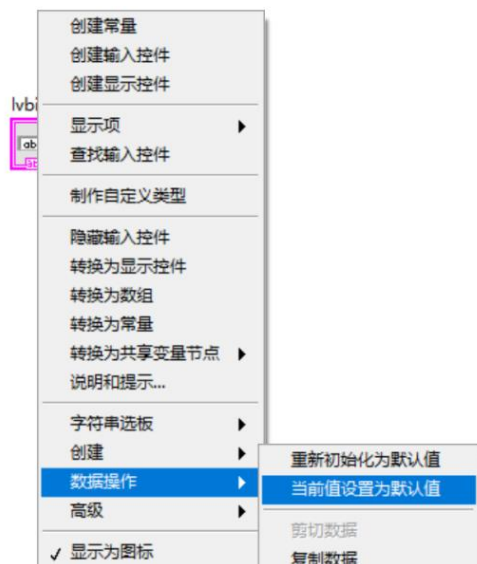 创建常量
创建输入控件
创建显示控件
lvbi
显示项
查找输入控件
制作自定义类型
隐藏输入控件
转换为显示控件
转换为数组
转换为常量
转换为共享变量节点
说明和提示...
字符串选板
创建
数据操作
高级
显示为图标
重新初始化为默认值
当前值设置为默认值
剪切数据
复制数据